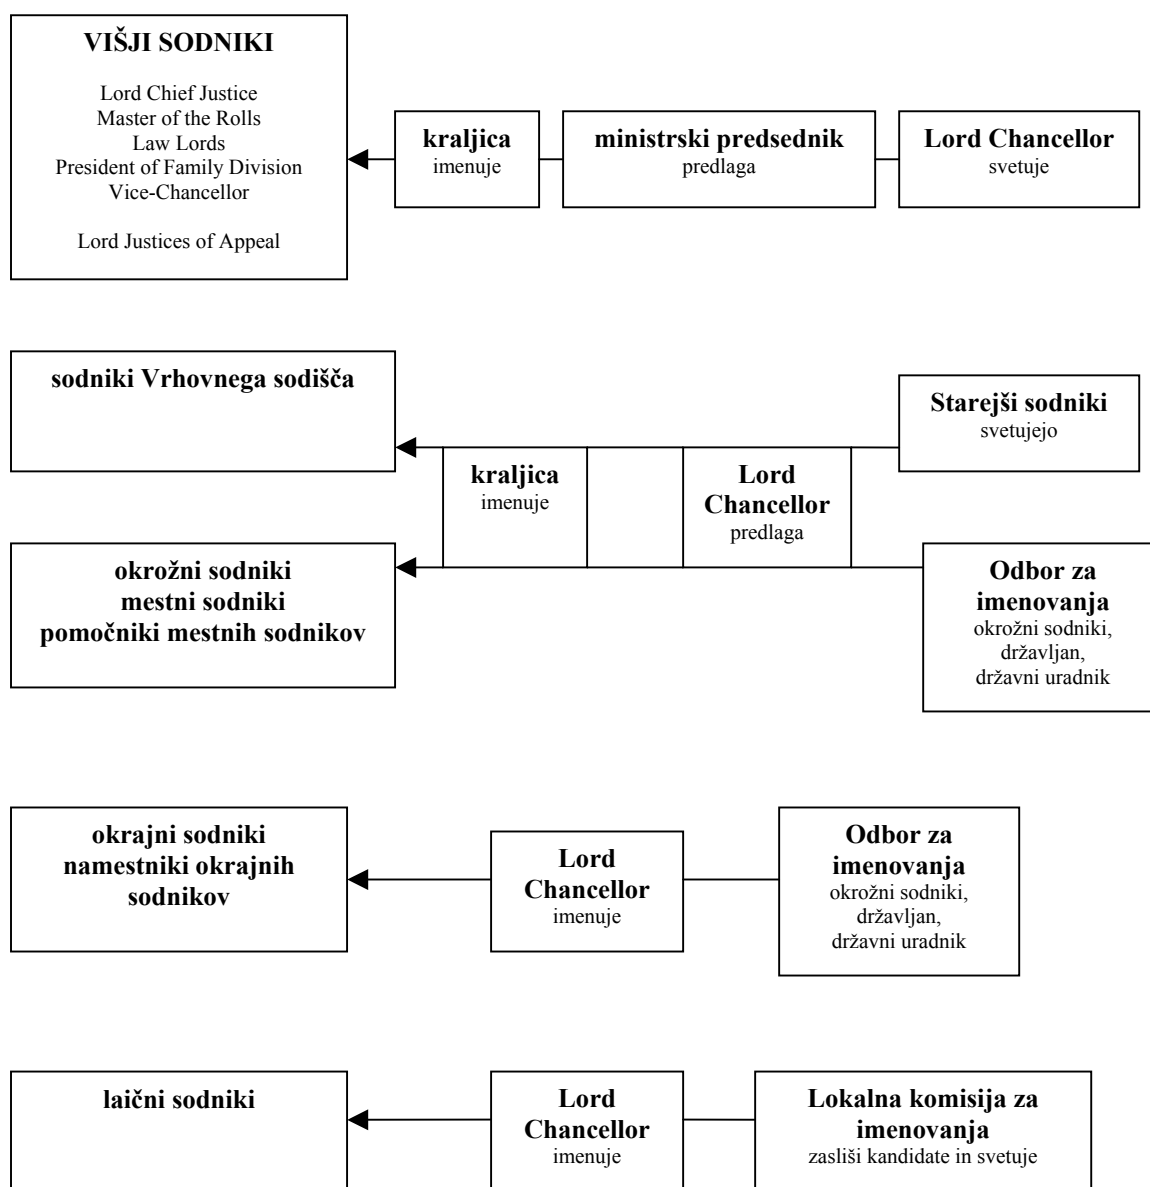 VIŠJI SODNIKI
Lord Chief Justice
Master of the Rolls
Law Lords
President of Family Division
Vice-Chancellor
Lord Justices of Appeal
kraljica
imenuje
ministrski predsednik
predlaga
Lord Chancellor
svetuje
sodniki Vrhovnega sodišča
Starejši sodniki
svetujejo
kraljica
imenuje
Lord
Chancellor
predlaga
okrožni sodniki
mestni sodniki
pomočniki mestnih sodnikov
Odbor za
imenovanja
okrožni sodniki,
državljan,
državni uradnik
okrajni sodniki
namestniki okrajnih
sodnikov
Lord
Chancellor
imenuje
Odbor za
imenovanja
okrožni sodniki,
državljan,
državni uradnik
laični sodniki
Lord
Chancellor
imenuje
Lokalna komisija za
imenovanja
zasliši kandidate in svetuje